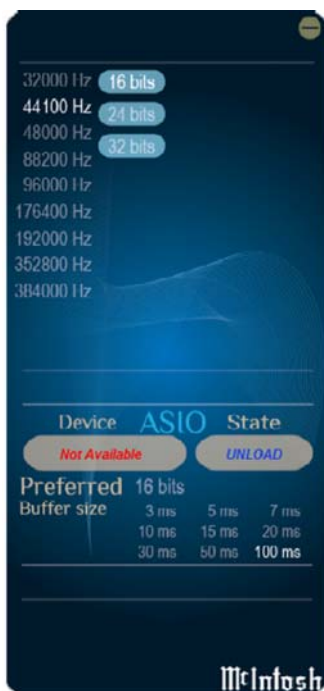 32000 Hz 16 bits
44100 Hz 24 bits
48000 Hz 32 bits
88200 Hz
96000 Hz
176400 Hz
192000 Hz
352800 Hz
384000 Hz
Device ASIO State
Not Available UNLOAD
Preferred 16 bits
Buffer size 3 ms 5 ms 7 ms
10 ms 15 ms 20 ms
30 ms 50 ms 100 ms
McIntosh